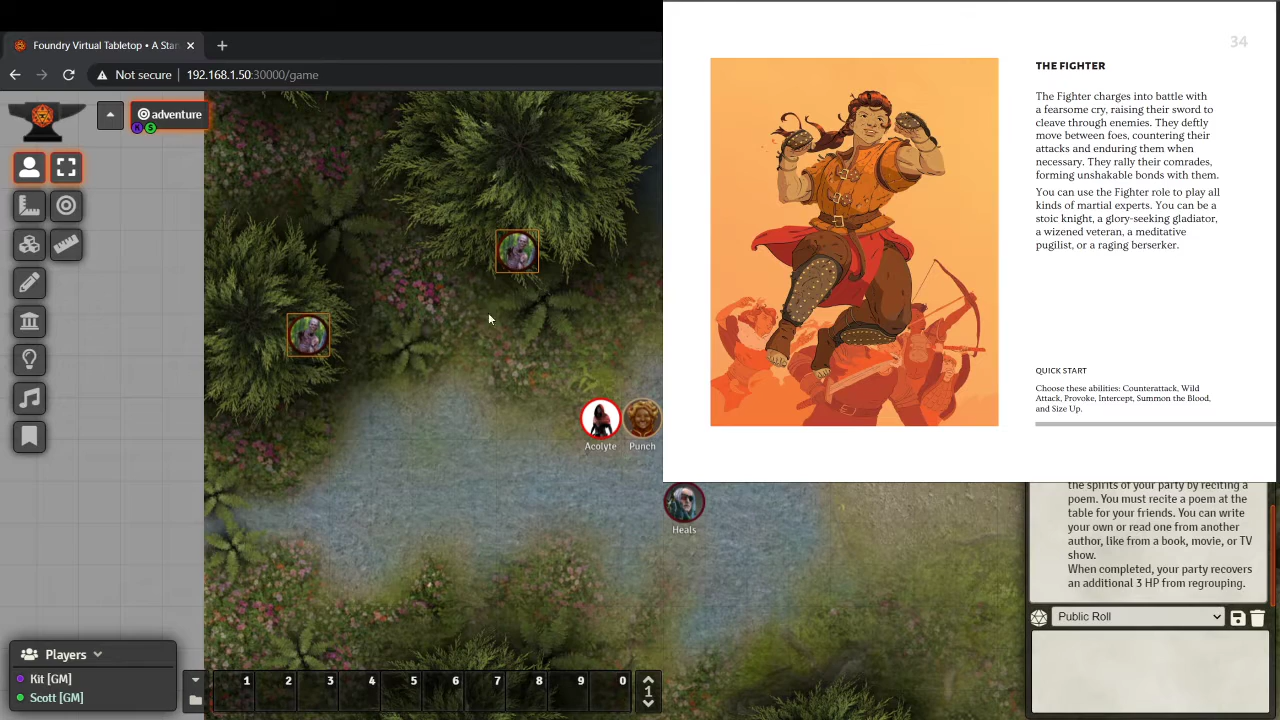 Foundry Virtual Tabletop • A Sta
Not secure
192.168.1.50:30000/game
adventure
K
S
34
THE FIGHTER
The Fighter charges into battle with
a fearsome cry, raising their sword to
cleave through enemies. They deftly
move between foes, countering their
attacks and enduring them when
necessary. They rally their comrades,
forming unshakable bonds with them.
You can use the Fighter role to play all
kinds of martial experts. You can be a
stoic knight, a glory-seeking gladiator,
a wizened veteran, a meditative
pugilist, or a raging berserker.
QUICK START
Choose these abilities: Counterattack, Wild
Attack, Provoke, Intercept, Summon the Blood,
and Size Up.
Acolyte
Punch
Heals
the spirits of your party by reciting a
poem. You must recite a poem at the
table for your friends. You can write
your own or read one from another
author, like from a book, movie, or TV
show.
When completed, your party recovers
an additional 3 HP from regrouping.
Public Roll
Players
Kit [GM]
Scott [GM]
1 2 3 4 5 6 7 8 9 0
1